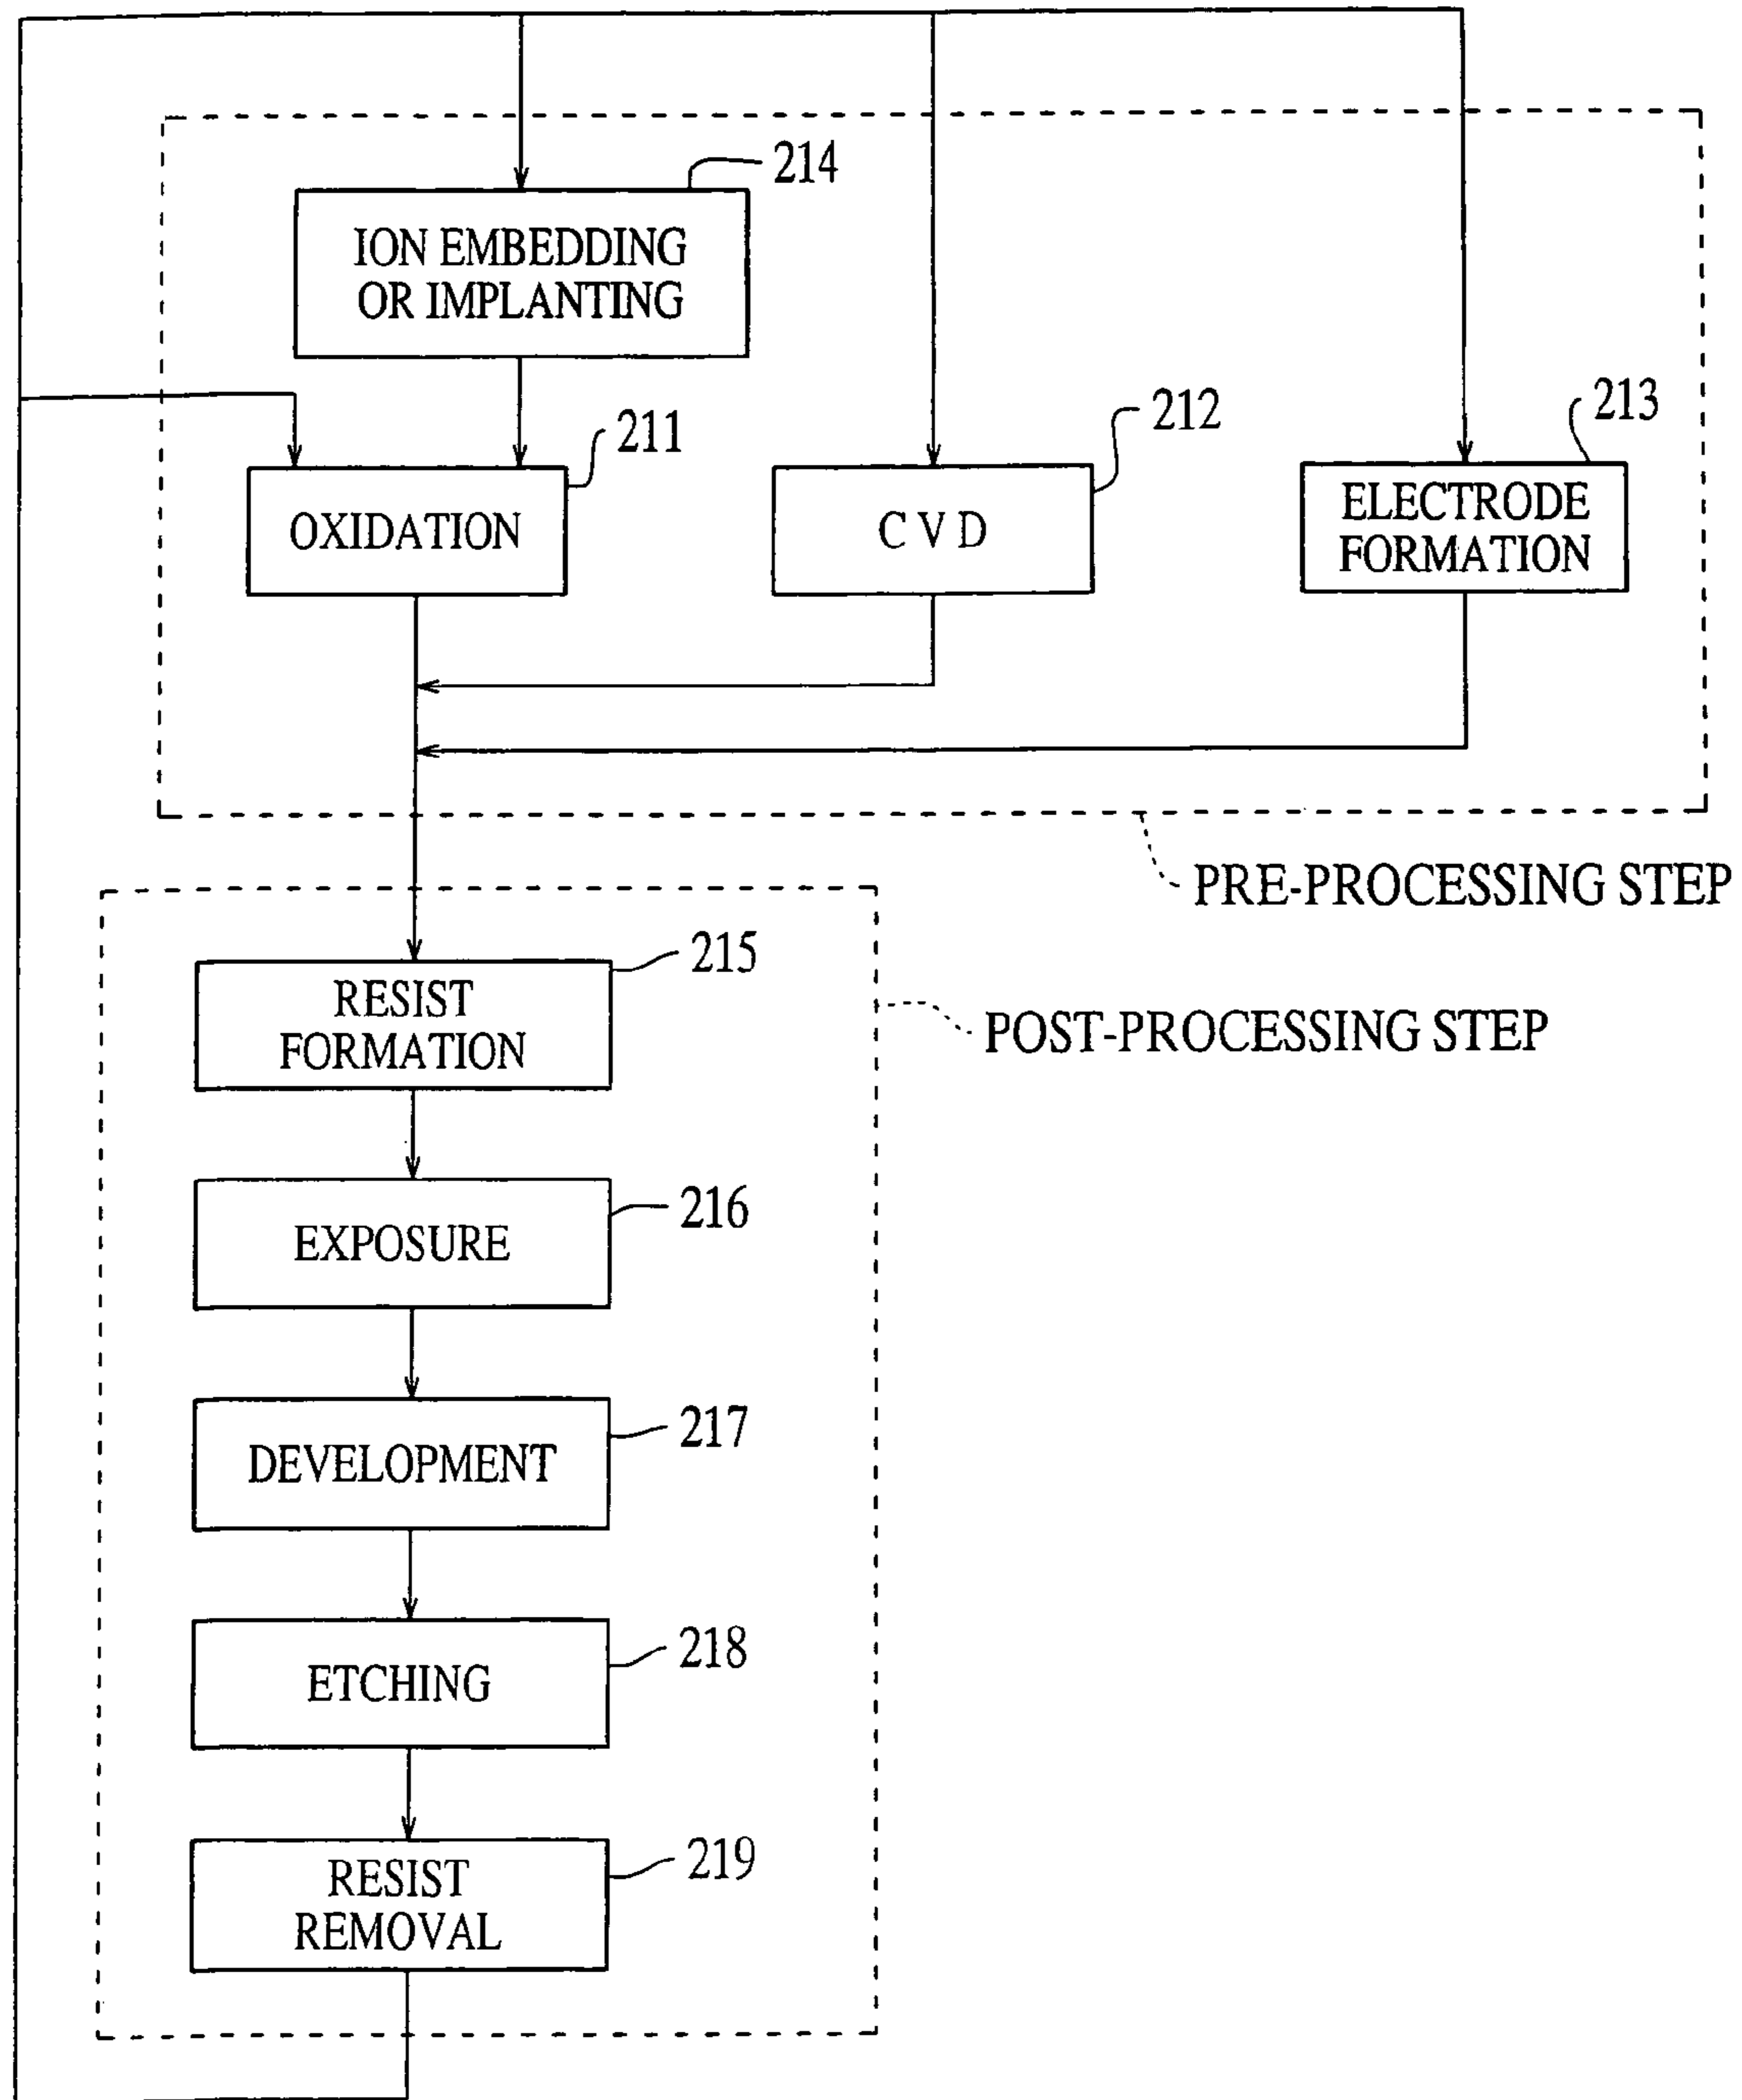 214
ION EMBEDDING
OR IMPLANTING
211
OXIDATION
212
C V D
213
ELECTRODE
FORMATION
PRE-PROCESSING STEP
215
RESIST
FORMATION
POST-PROCESSING STEP
216
EXPOSURE
217
DEVELOPMENT
218
ETCHING
219
RESIST
REMOVAL